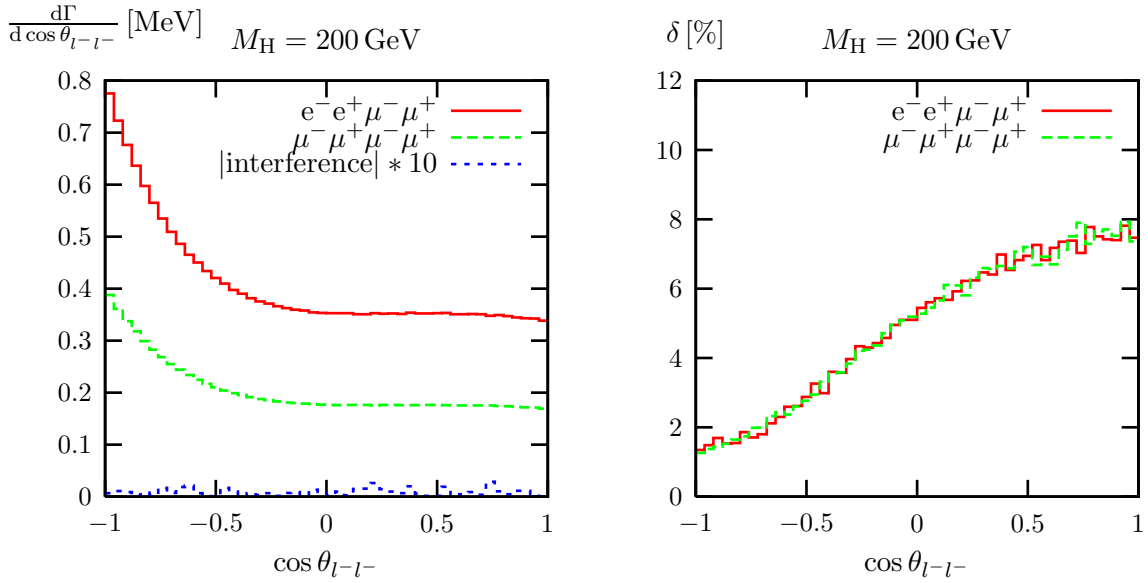 dΓ
d cos θ_{l⁻l⁻} [MeV]
M_H = 200 GeV
0.8
0.7
0.6
0.5
0.4
0.3
0.2
0.1
0
e⁻e⁺μ⁻μ⁺
μ⁻μ⁺μ⁻μ⁺
|interference| ∗ 10
−1
−0.5
0
0.5
1
cos θ_{l⁻l⁻}
δ [%]
M_H = 200 GeV
12
10
8
6
4
2
0
e⁻e⁺μ⁻μ⁺
μ⁻μ⁺μ⁻μ⁺
−1
−0.5
0
0.5
1
cos θ_{l⁻l⁻}